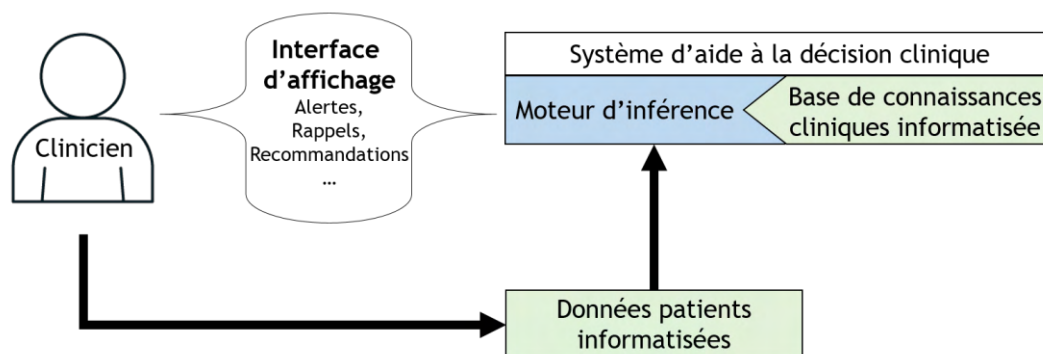 Clinicien
Interface
d’affichage
Alertes,
Rappels,
Recommandations
...
Système d’aide à la décision clinique
Moteur d’inférence
Base de connaissances
cliniques informatisée
Données patients
informatisées